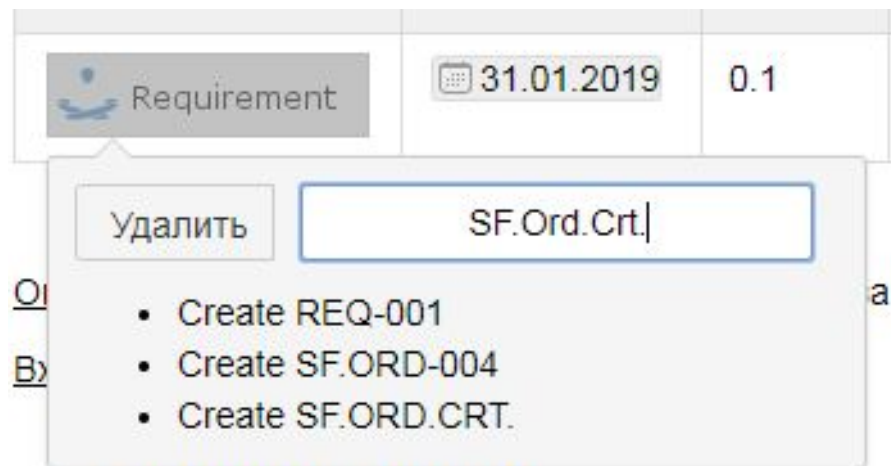 Requirement 31.01.2019 0.1
Удалить SF.Ord.Crt.
Create REQ-001
Create SF.ORD-004
Create SF.ORD.CRT.